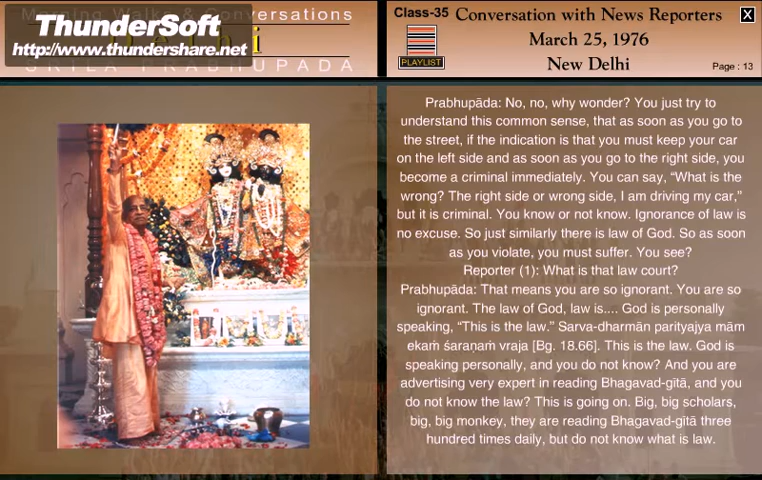 Morning Walks & Conversations
ThunderSoft
http://www.thundershare.net
SRILA PRABHUPADA
Class-35
PLAYLIST
Conversation with News Reporters
March 25, 1976
New Delhi
X
Page : 13
Prabhupāda: No, no, why wonder? You just try to
understand this common sense, that as soon as you go to
the street, if the indication is that you must keep your car
on the left side and as soon as you go to the right side, you
become a criminal immediately. You can say, “What is the
wrong? The right side or wrong side, I am driving my car,”
but it is criminal. You know or not know. Ignorance of law is
no excuse. So just similarly there is law of God. So as soon
as you violate, you must suffer. You see?
Reporter (1): What is that law court?
Prabhupāda: That means you are so ignorant. You are so
ignorant. The law of God, law is.... God is personally
speaking, “This is the law.” Sarva-dharmān parityajya mām
ekaṁ śaraṇaṁ vraja [Bg. 18.66]. This is the law. God is
speaking personally, and you do not know? And you are
advertising very expert in reading Bhagavad-gītā, and you
do not know the law? This is going on. Big, big scholars,
big, big monkey, they are reading Bhagavad-gītā three
hundred times daily, but do not know what is law.